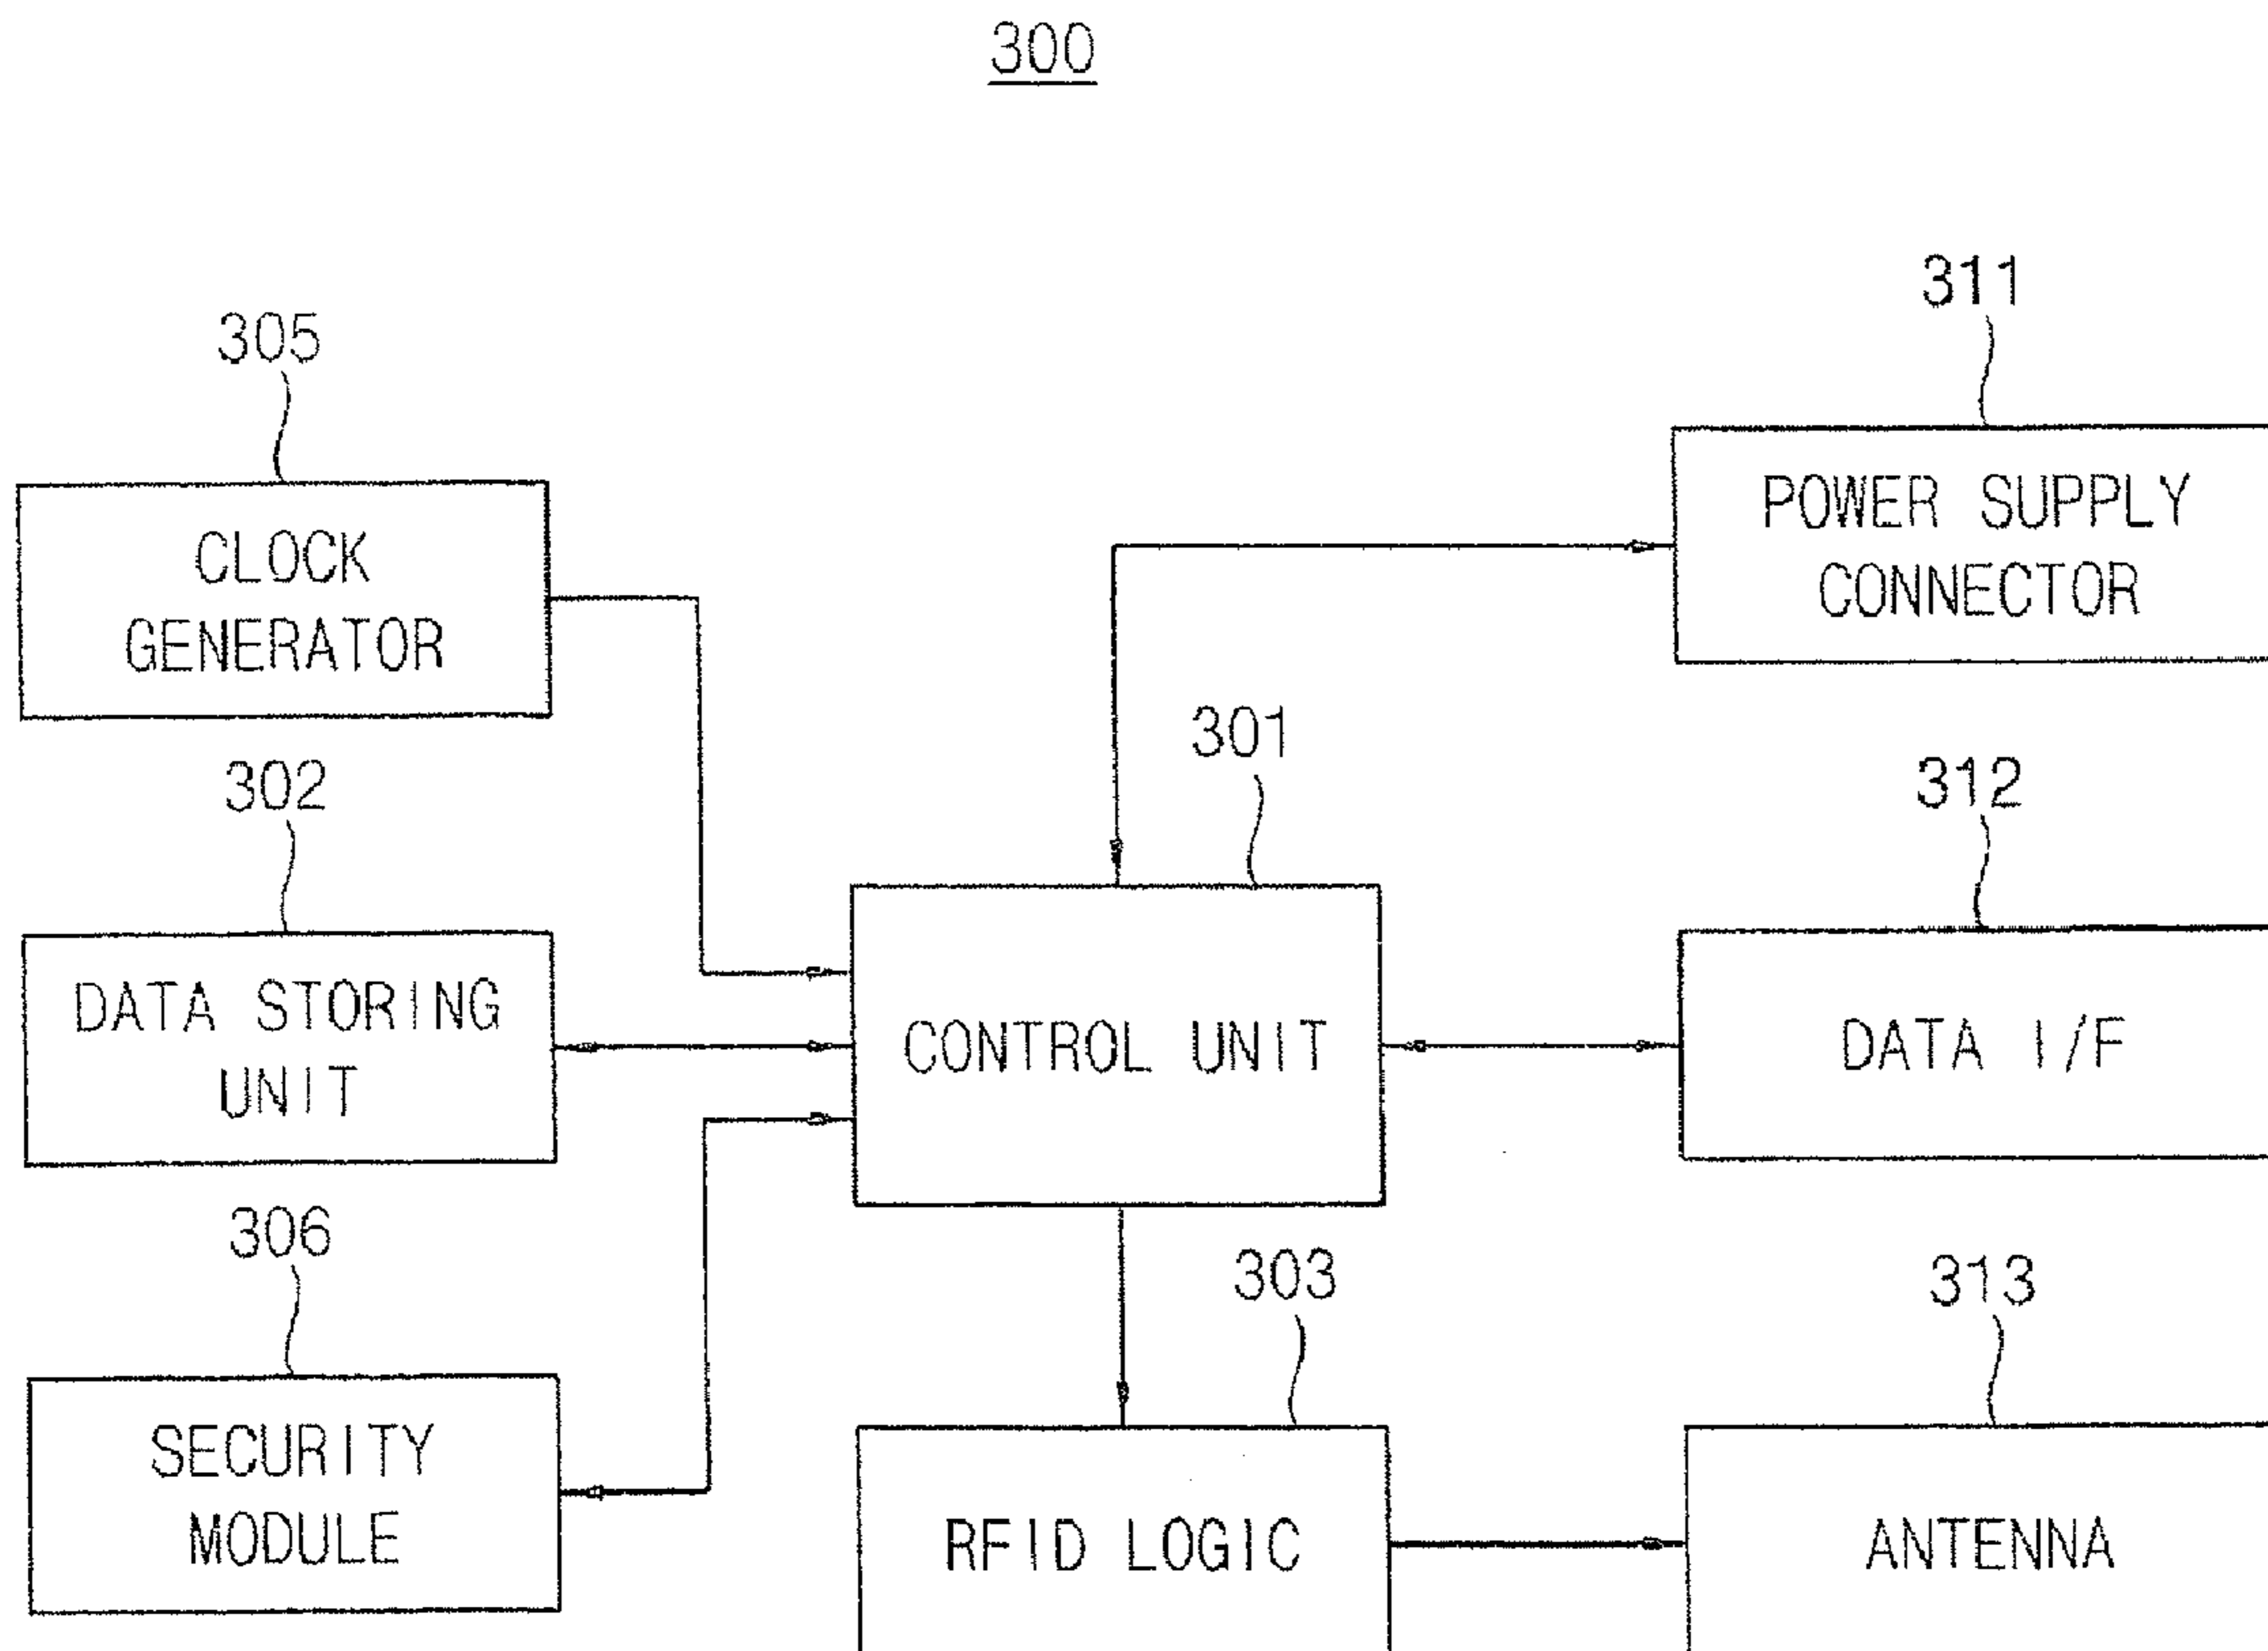 300
311
305
POWER SUPPLY
CONNECTOR
CLOCK
GENERATOR
301
302
312
DATA STORING
UNIT
CONTROL UNIT
DATA I/F
306
303
313
SECURITY
MODULE
RFID LOGIC
ANTENNA